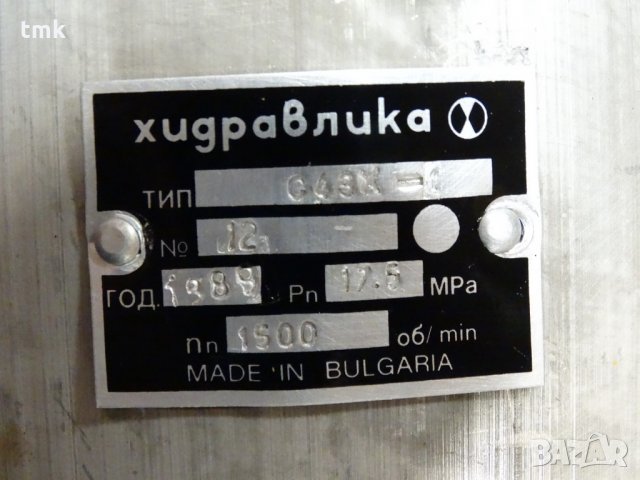 tmk
хидравлика
ТИП С43Х-1
№ 12 -
ГОД. 1988 Pn 17.5 MPa
nn 1500 об/min
MADE IN BULGARIA
BAZAR